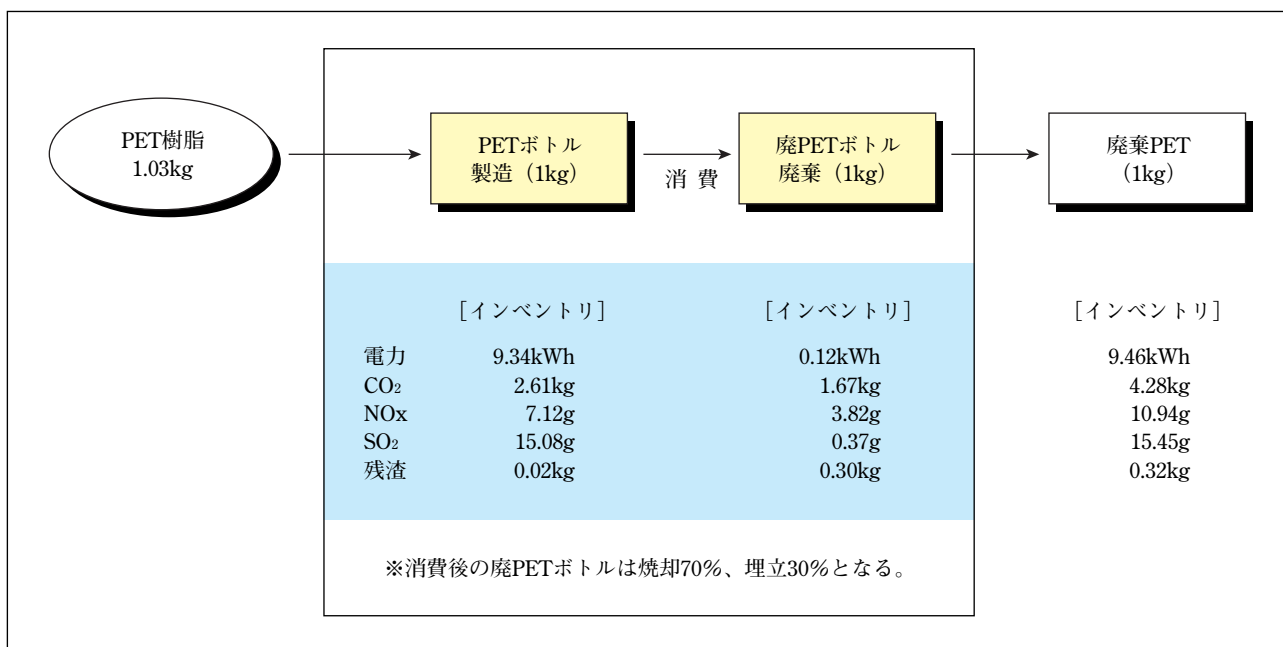 PET樹脂
1.03kg
PETボトル
製造（1kg）
消 費
廃PETボトル
廃棄（1kg）
廃棄PET
（1kg）
［インベントリ］ ［インベントリ］ ［インベントリ］
電力 9.34kWh 0.12kWh 9.46kWh
CO₂ 2.61kg 1.67kg 4.28kg
NOx 7.12g 3.82g 10.94g
SO₂ 15.08g 0.37g 15.45g
残渣 0.02kg 0.30kg 0.32kg
※消費後の廃PETボトルは焼却70%、埋立30%となる。